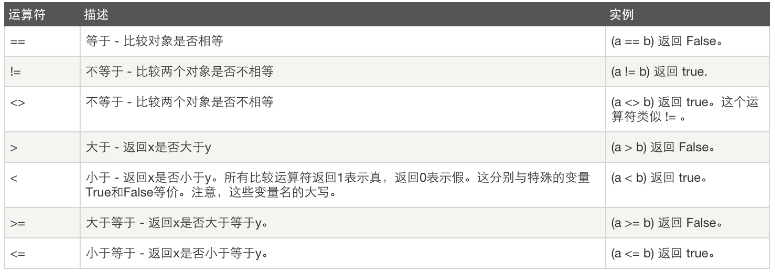 运算符 描述 实例
== 等于 - 比较对象是否相等 (a == b) 返回 False。
!= 不等于 - 比较两个对象是否不相等 (a != b) 返回 true.
<> 不等于 - 比较两个对象是否不相等 (a <> b) 返回 true。这个运
算符类似 != 。
> 大于 - 返回x是否大于y (a > b) 返回 False。
< 小于 - 返回x是否小于y。所有比较运算符返回1表示真，返回0表示假。这分别与特殊的变量 (a < b) 返回 true。
True和False等价。注意，这些变量名的大写。
>= 大于等于 - 返回x是否大于等于y。 (a >= b) 返回 False。
<= 小于等于 - 返回x是否小于等于y。 (a <= b) 返回 true。